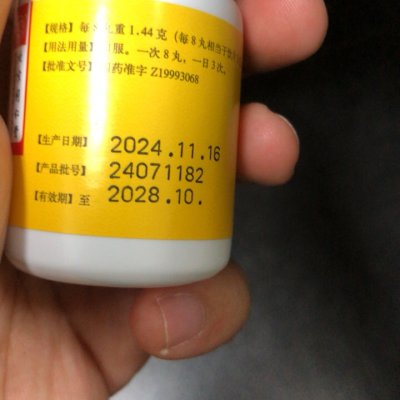 【规格】每8丸重1.44克（每8丸相当于饮片
【用法用量】口服。一次8丸，一日3次。
【批准文号】国药准字Z19993068
【生产日期】 2024.11.16
【产品批号】 24071182
【有效期】至 2028.10.